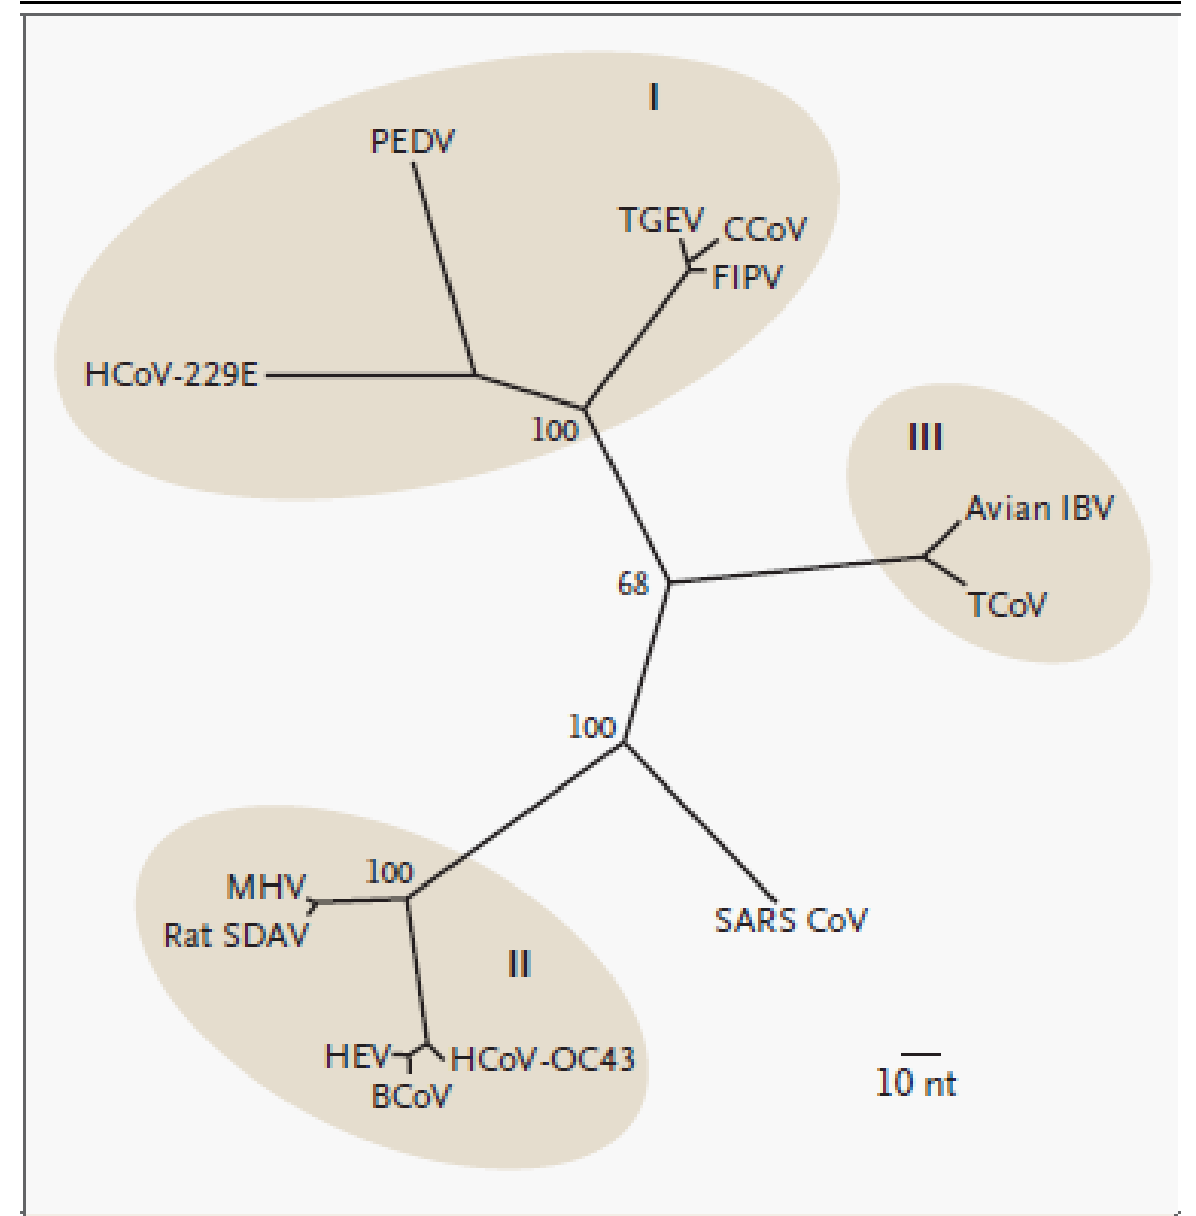 I
PEDV
TGEV
CCoV
FIPV
HCoV-229E
100
III
Avian IBV
68
TCoV
100
100
MHV
Rat SDAV
SARS CoV
II
HEV
HCoV-OC43
BCoV
10 nt